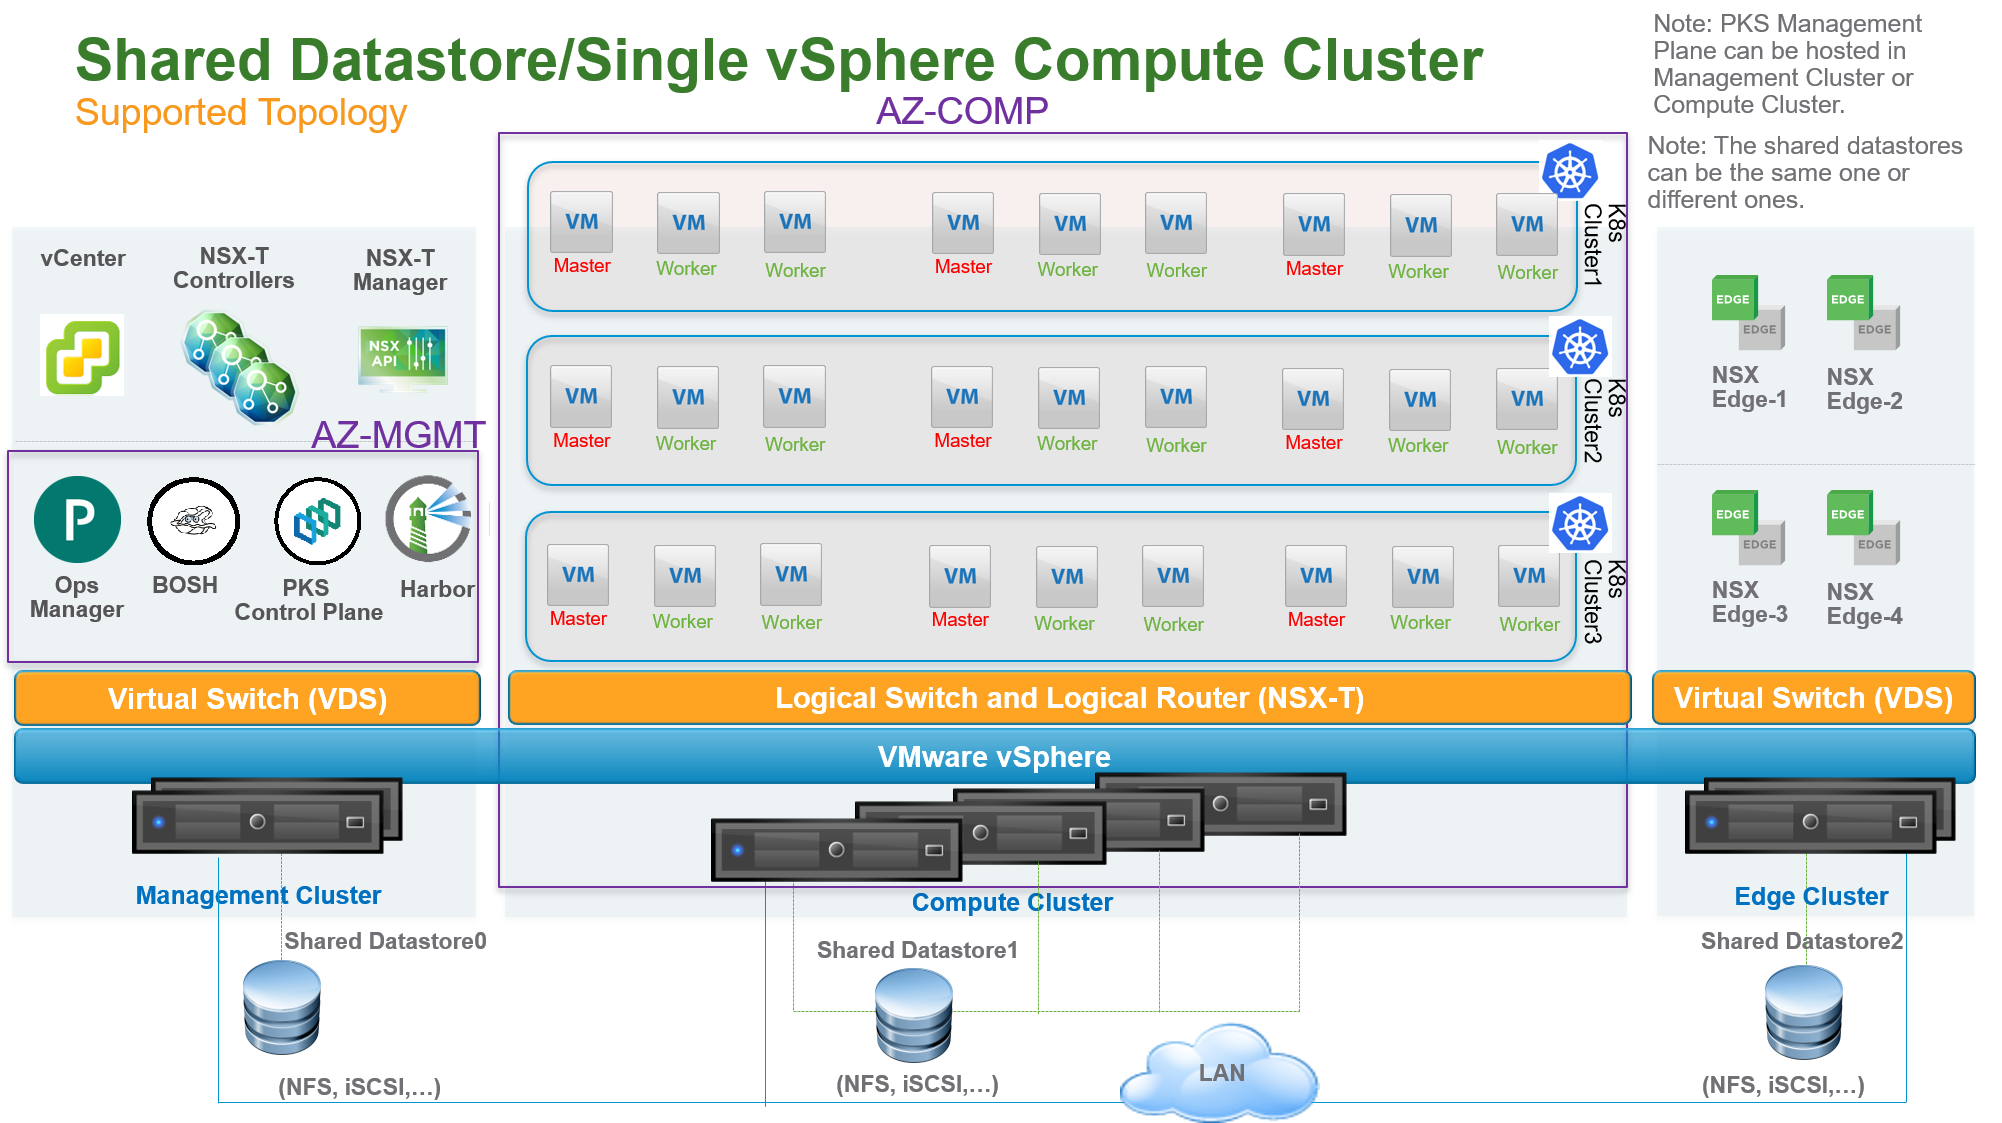 Shared Datastore/Single vSphere Compute Cluster
Supported Topology
Note: PKS Management
Plane can be hosted in
Management Cluster or
Compute Cluster.
Note: The shared datastores
can be the same one or
different ones.
AZ-COMP
vCenter
NSX-T
Controllers
NSX-T
Manager
NSX
API
AZ-MGMT
P
Ops
Manager
BOSH
PKS
Control Plane
Harbor
VM
VM
VM
VM
VM
VM
VM
VM
VM
Master
Worker
Worker
Master
Worker
Worker
Master
Worker
Worker
K8s
Cluster1
VM
VM
VM
VM
VM
VM
VM
VM
VM
Master
Worker
Worker
Master
Worker
Worker
Master
Worker
Worker
K8s
Cluster2
VM
VM
VM
VM
VM
VM
VM
VM
VM
Master
Worker
Worker
Master
Worker
Worker
Master
Worker
Worker
K8s
Cluster3
EDGE
EDGE
NSX
Edge-1
EDGE
EDGE
NSX
Edge-2
EDGE
EDGE
NSX
Edge-3
EDGE
EDGE
NSX
Edge-4
Virtual Switch (VDS)
Logical Switch and Logical Router (NSX-T)
Virtual Switch (VDS)
VMware vSphere
Management Cluster
Compute Cluster
Edge Cluster
Shared Datastore0
Shared Datastore1
Shared Datastore2
(NFS, iSCSI,…)
(NFS, iSCSI,…)
LAN
(NFS, iSCSI,…)